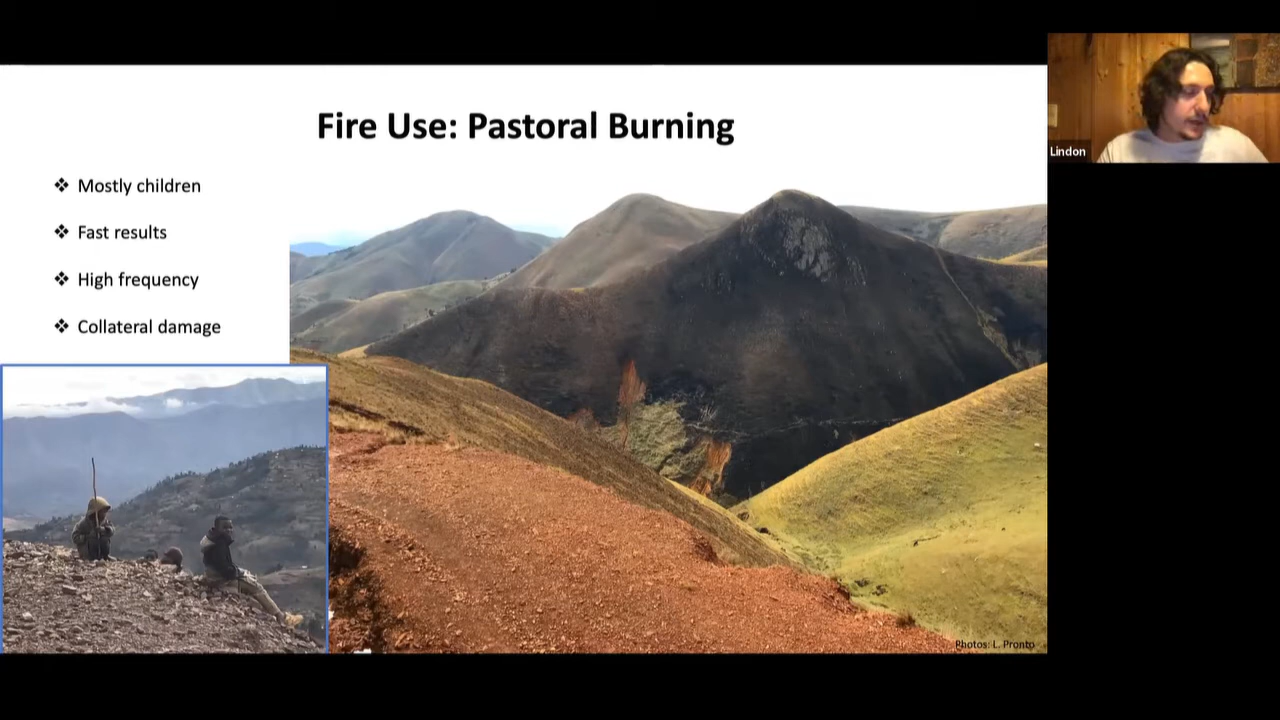 Fire Use: Pastoral Burning
❖ Mostly children
❖ Fast results
❖ High frequency
❖ Collateral damage
Photos: L. Pronto
Lindon